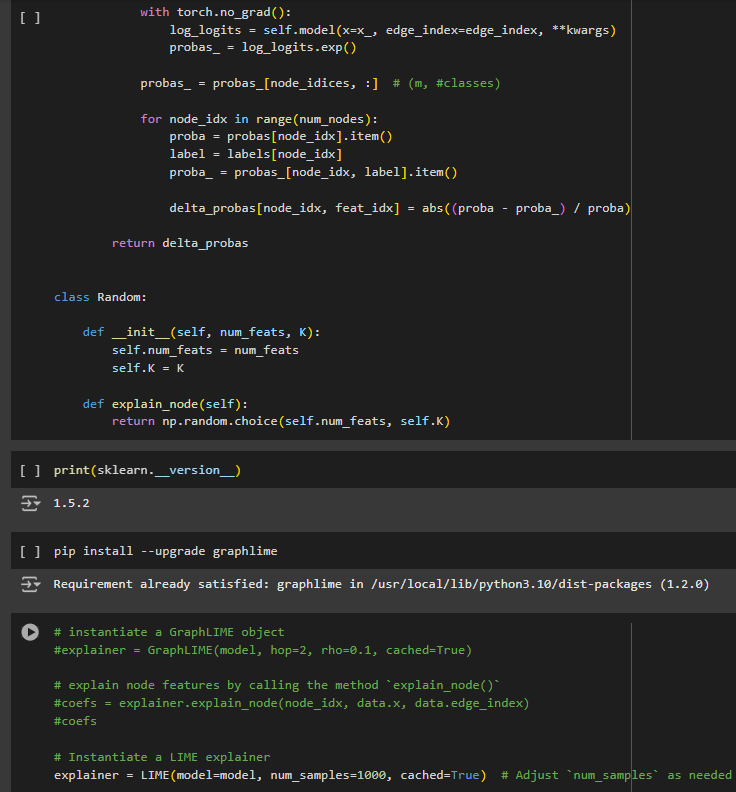 [ ]
with torch.no_grad():
log_logits = self.model(x=x_, edge_index=edge_index, **kwargs)
probas_ = log_logits.exp()
probas_ = probas_[node_idices, :]  # (m, #classes)
for node_idx in range(num_nodes):
proba = probas[node_idx].item()
label = labels[node_idx]
proba_ = probas_[node_idx, label].item()
delta_probas[node_idx, feat_idx] = abs((proba - proba_) / proba)
return delta_probas
class Random:
def __init__(self, num_feats, K):
self.num_feats = num_feats
self.K = K
def explain_node(self):
return np.random.choice(self.num_feats, self.K)
[ ] print(sklearn.__version__)
1.5.2
[ ] pip install --upgrade graphlime
Requirement already satisfied: graphlime in /usr/local/lib/python3.10/dist-packages (1.2.0)
# instantiate a GraphLIME object
#explainer = GraphLIME(model, hop=2, rho=0.1, cached=True)
# explain node features by calling the method `explain_node()`
#coefs = explainer.explain_node(node_idx, data.x, data.edge_index)
#coefs
# Instantiate a LIME explainer
explainer = LIME(model=model, num_samples=1000, cached=True)  # Adjust `num_samples` as needed